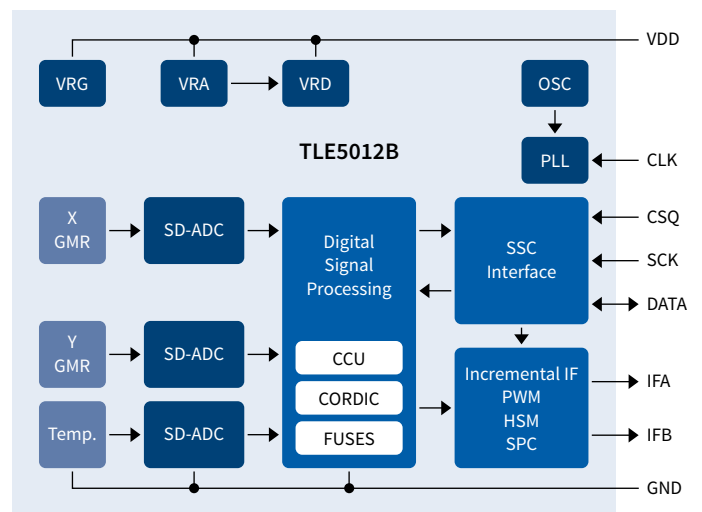 VDD
VRG
VRA
VRD
OSC
TLE5012B
PLL
CLK
X
GMR
SD-ADC
Digital
Signal
Processing
SSC
Interface
CSQ
SCK
DATA
Y
GMR
SD-ADC
CCU
CORDIC
FUSES
Incremental IF
PWM
HSM
SPC
IFA
IFB
Temp.
SD-ADC
GND